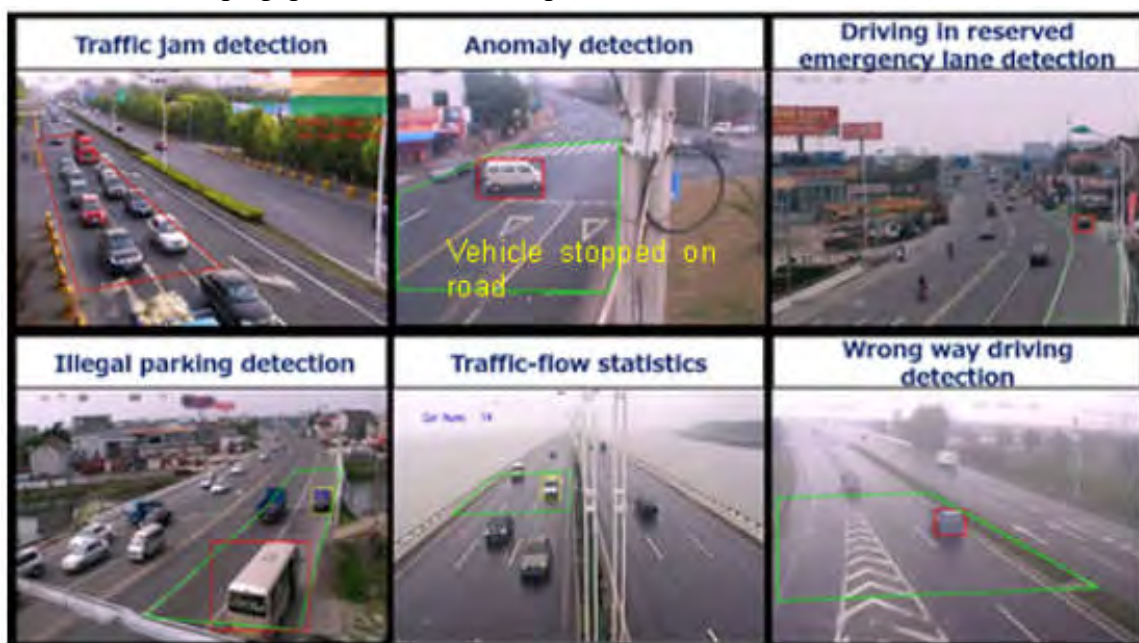 Traffic jam detection
Anomaly detection
Driving in reserved
emergency lane detection
Vehicle stopped on
road
Illegal parking detection
Traffic-flow statistics
Wrong way driving
detection